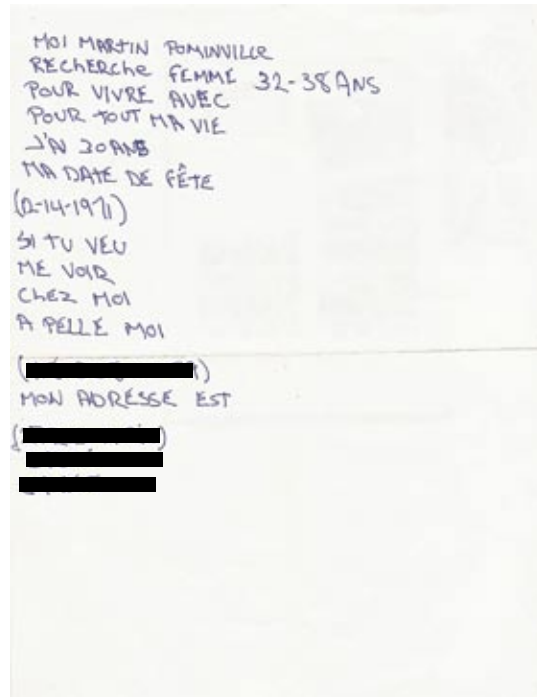 MOI MARTIN POMINVILLE
RECHERCHE FEMME 32-38 ANS
POUR VIVRE AVEC
POUR TOUT MA VIE
J'AI 30 ANS
MA DATE DE FÊTE
(12-14-1971)
SI TU VEU
ME VOIR
CHEZ MOI
A PELLE MOI
MON ADRESSE EST